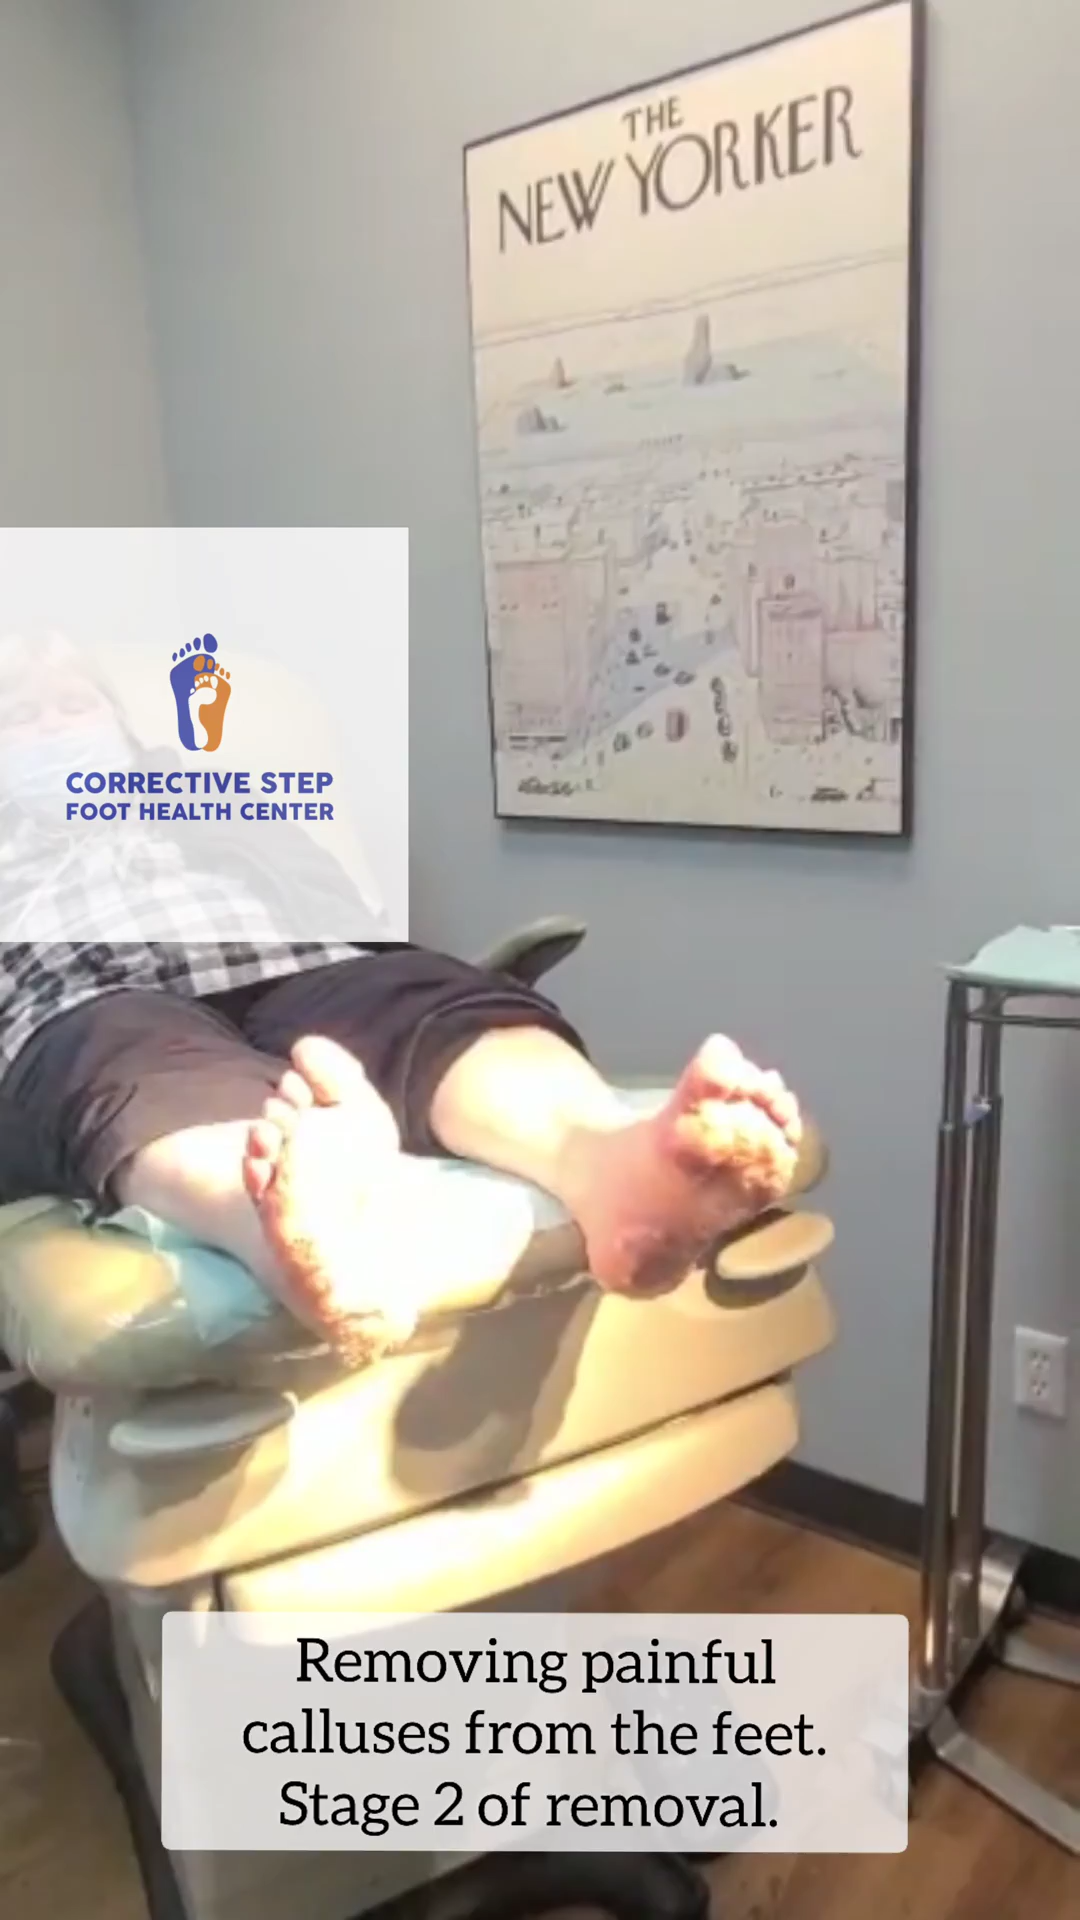 THE
NEW YORKER
CORRECTIVE STEP
FOOT HEALTH CENTER
Removing painful
calluses from the feet.
Stage 2 of removal.